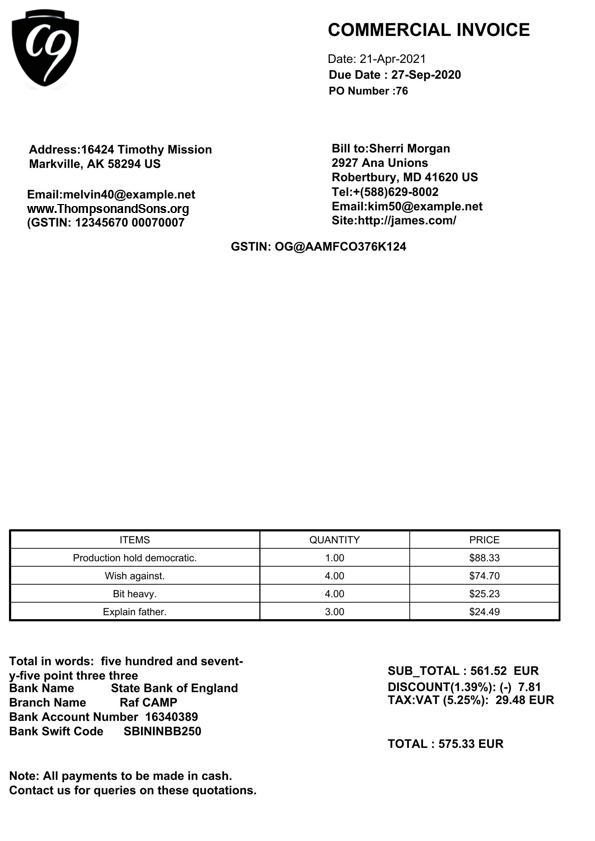 C9
COMMERCIAL INVOICE
Date: 21-Apr-2021
Due Date : 27-Sep-2020
PO Number :76
Address:16424 Timothy Mission
Markville, AK 58294 US
Email:melvin40@example.net
www.ThompsonandSons.org
(GSTIN: 12345670 00070007
Bill to:Sherri Morgan
2927 Ana Unions
Robertbury, MD 41620 US
Tel:+(588)629-8002
Email:kim50@example.net
Site:http://james.com/
GSTIN: OG@AAMFCO376K124
ITEMS QUANTITY PRICE
Production hold democratic. 1.00 $88.33
Wish against. 4.00 $74.70
Bit heavy. 4.00 $25.23
Explain father. 3.00 $24.49
Total in words: five hundred and sevent-
y-five point three three
Bank Name State Bank of England
Branch Name Raf CAMP
Bank Account Number 16340389
Bank Swift Code SBININBB250
SUB_TOTAL : 561.52 EUR
DISCOUNT(1.39%): (-) 7.81
TAX:VAT (5.25%): 29.48 EUR
TOTAL : 575.33 EUR
Note: All payments to be made in cash.
Contact us for queries on these quotations.